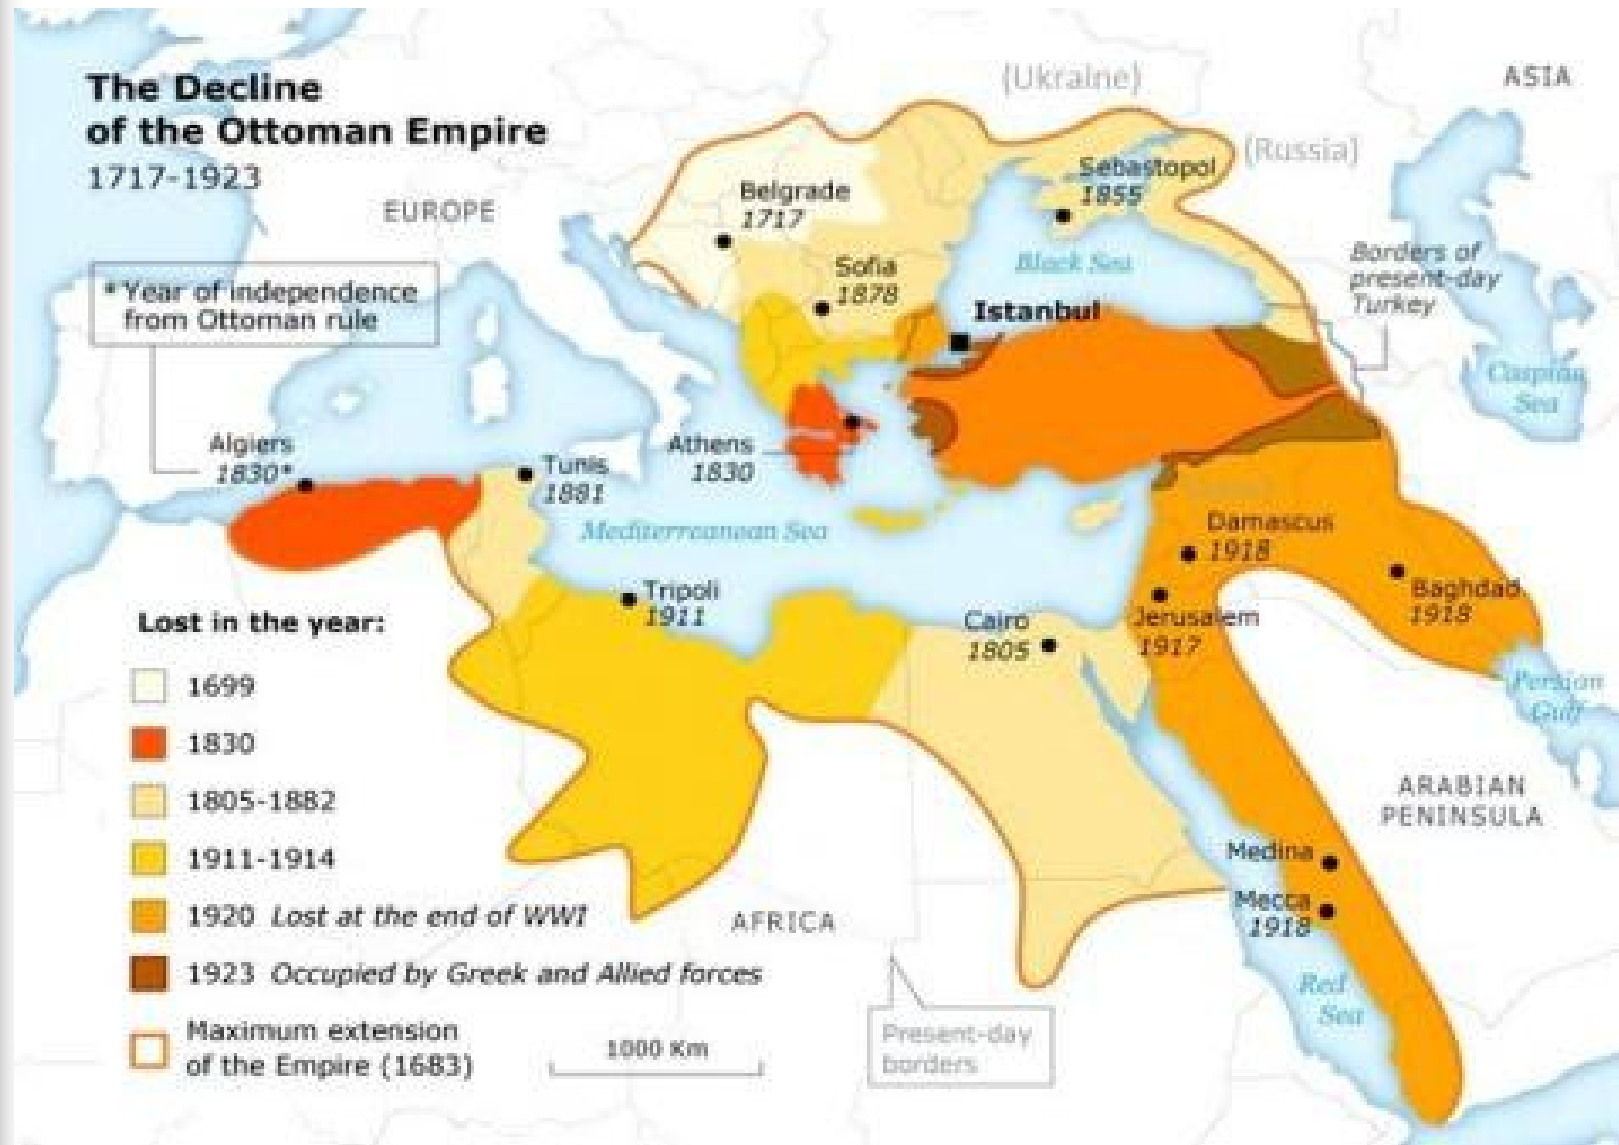 The Decline
of the Ottoman Empire
1717-1923
(Ukraine)
ASIA
(Russia)
EUROPE
Sebastopol
1855
Belgrade
1717
Black Sea
Borders of
present-day
Turkey
Sofia
1878
* Year of independence
from Ottoman rule
Istanbul
Caspian
Sea
Algiers
1830*
Tunis
1881
Athens
1830
Mediterreanean Sea
Damascus
1918
Tripoli
1911
Baghdad
1918
Cairo
1805
Jerusalem
1917
Persian
Gulf
Lost in the year:
1699
1830
1805-1882
1911-1914
1920 Lost at the end of WWI
1923 Occupied by Greek and Allied forces
Maximum extension
of the Empire (1683)
ARABIAN
PENINSULA
Medina
Mecca
1918
AFRICA
Red
Sea
1000 Km
Present-day
borders